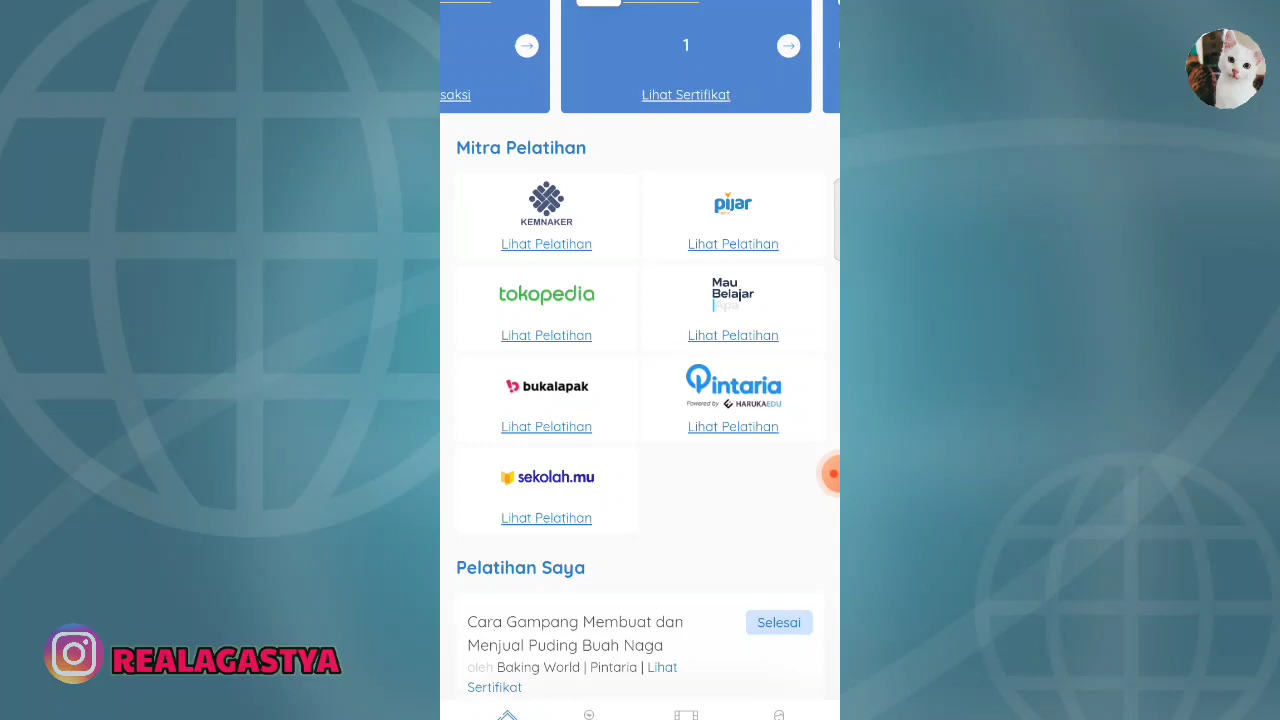 1
saksi
Lihat Sertifikat
Mitra Pelatihan
KEMNAKER
pijar
Lihat Pelatihan
Lihat Pelatihan
tokopedia
Mau
Belajar
Apa
Lihat Pelatihan
Lihat Pelatihan
bukalapak
Pintaria
Powered by HARUKAEDU
Lihat Pelatihan
Lihat Pelatihan
sekolah.mu
Lihat Pelatihan
Pelatihan Saya
Cara Gampang Membuat dan
Menjual Puding Buah Naga
Selesai
oleh Baking World | Pintaria | Lihat
Sertifikat
REALAGASTYA